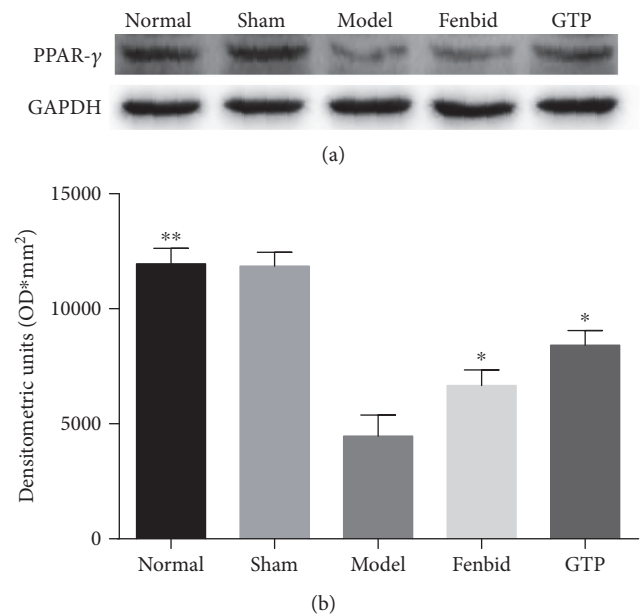 Normal Sham Model Fenbid GTP
PPAR-γ
GAPDH
(a)
Densitometric units (OD*mm²)
15000
10000
5000
0
**
*
*
Normal Sham Model Fenbid GTP
(b)